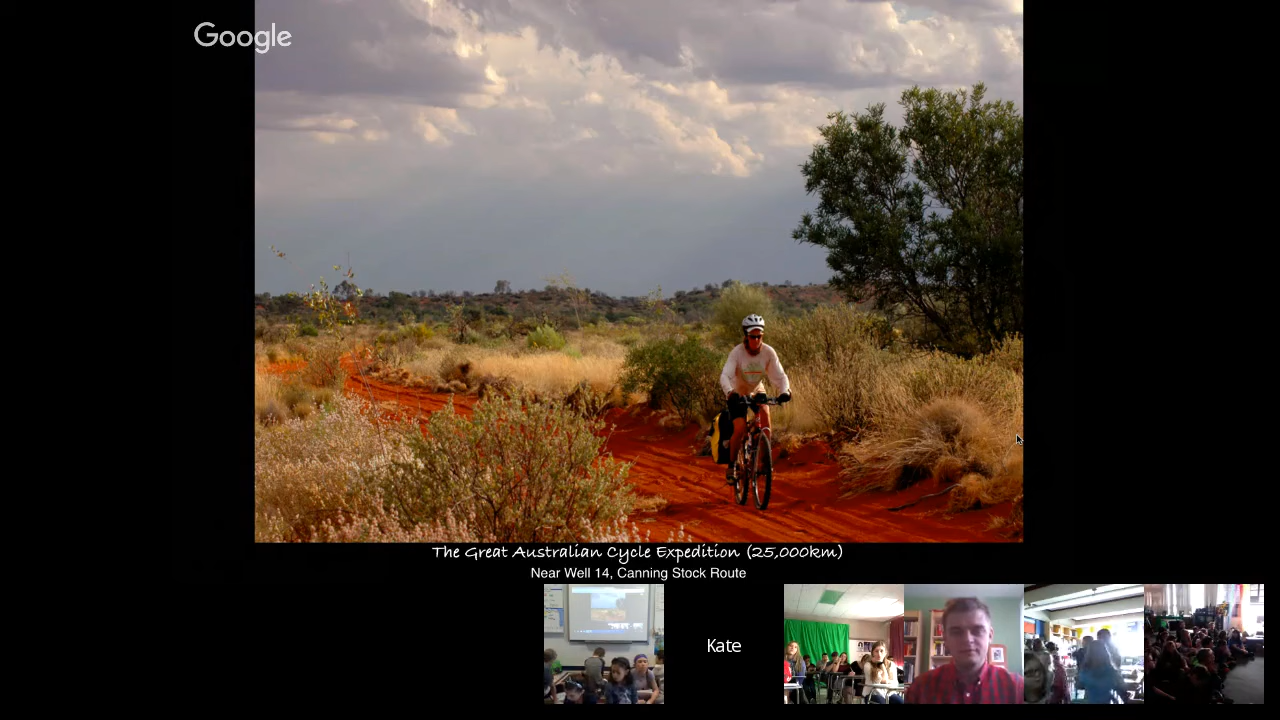 Google
The Great Australian Cycle Expedition (25,000km)
Near Well 14, Canning Stock Route
Kate